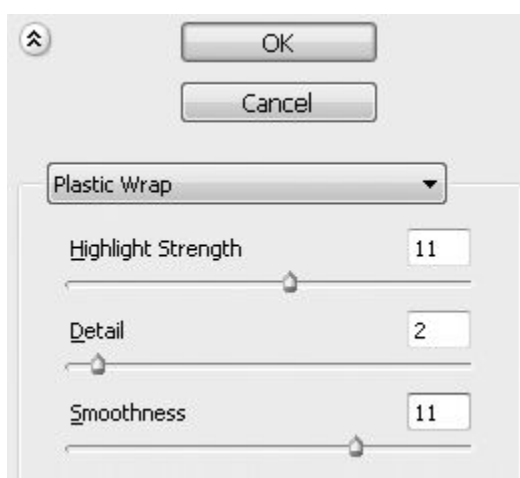 OK
Cancel
Plastic Wrap
Highlight Strength 11
Detail 2
Smoothness 11